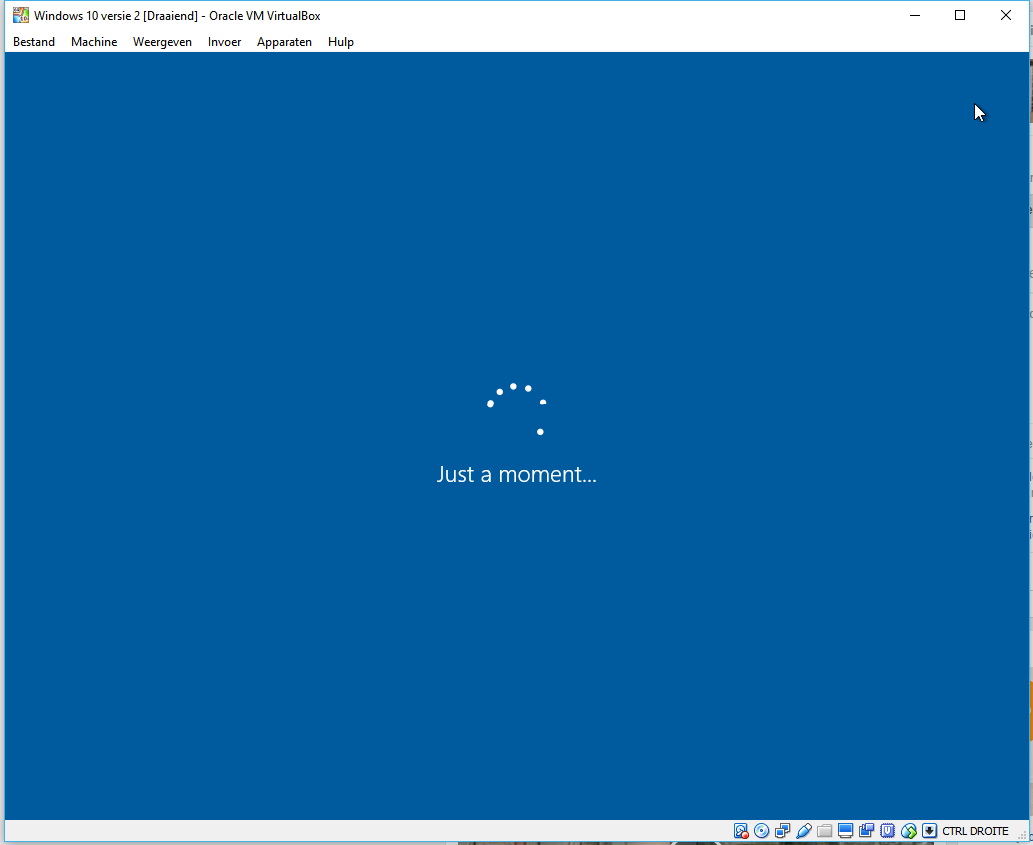 Windows 10 versie 2 [Draaiend] - Oracle VM VirtualBox
Bestand Machine Weergeven Invoer Apparaten Hulp
Just a moment...
CTRL DROITE